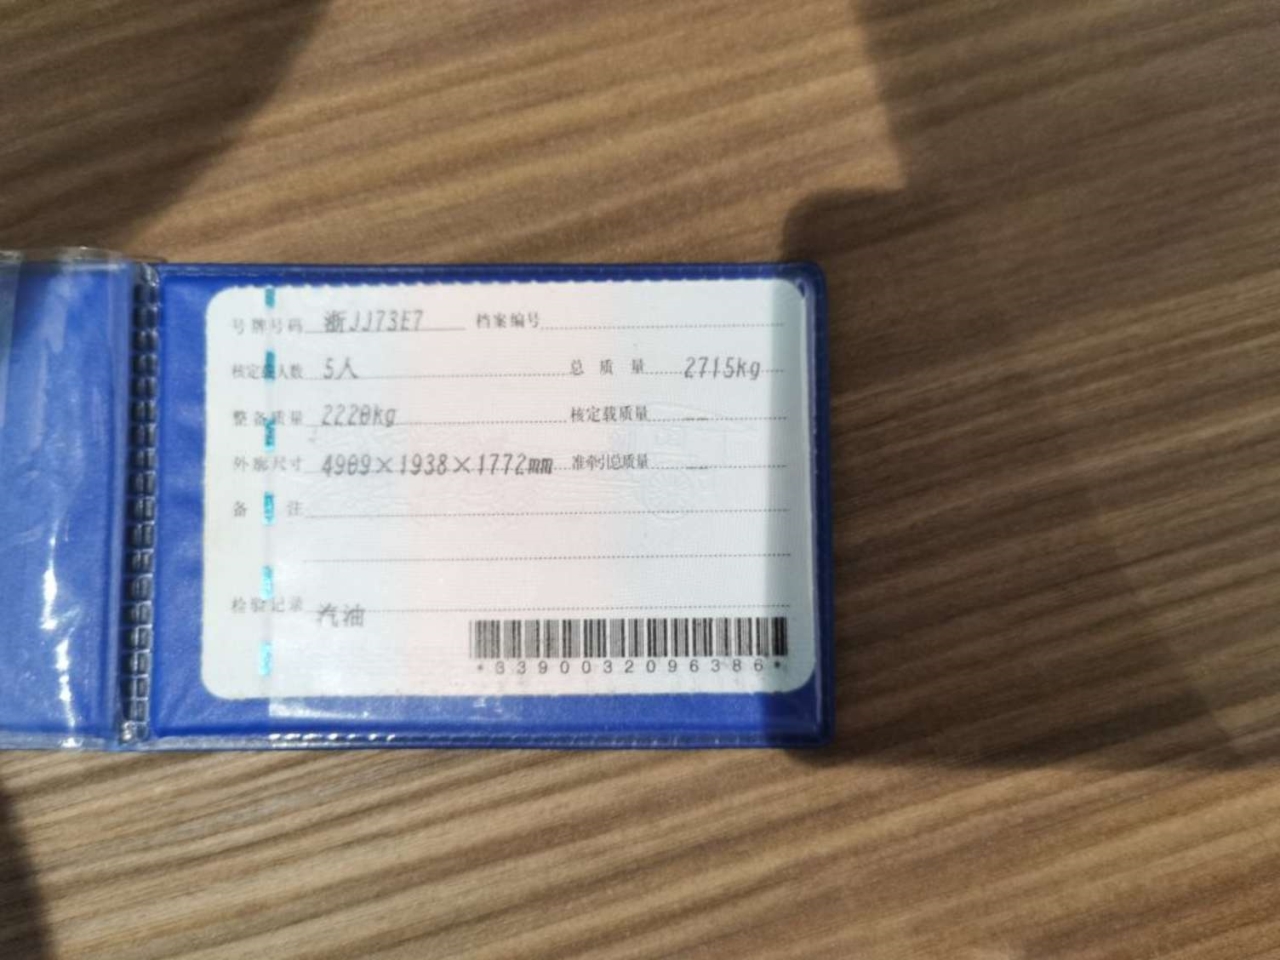 号牌号码 浙JJ73E7 档案编号
核定载人数 5人 总质量 2715kg
整备质量 2220kg 核定载质量 --
外廓尺寸 4909×1938×1772mm 准牵引总质量 --
备注
检验记录 汽油
*3390032096386*